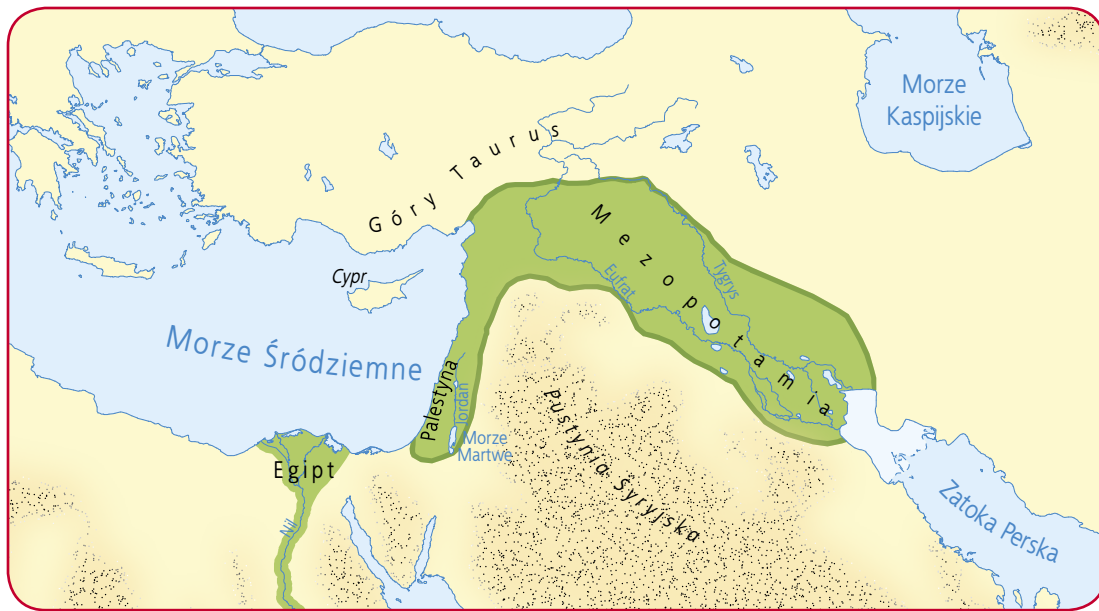 Morze
Kaspijskie
Góry Taurus
Mezopotamia
Cypr
Eufrat
Tygrys
Morze Śródziemne
Palestyna
Jordan
Morze
Martwe
Pustynia Syryjska
Egipt
Nil
Zatoka Perska